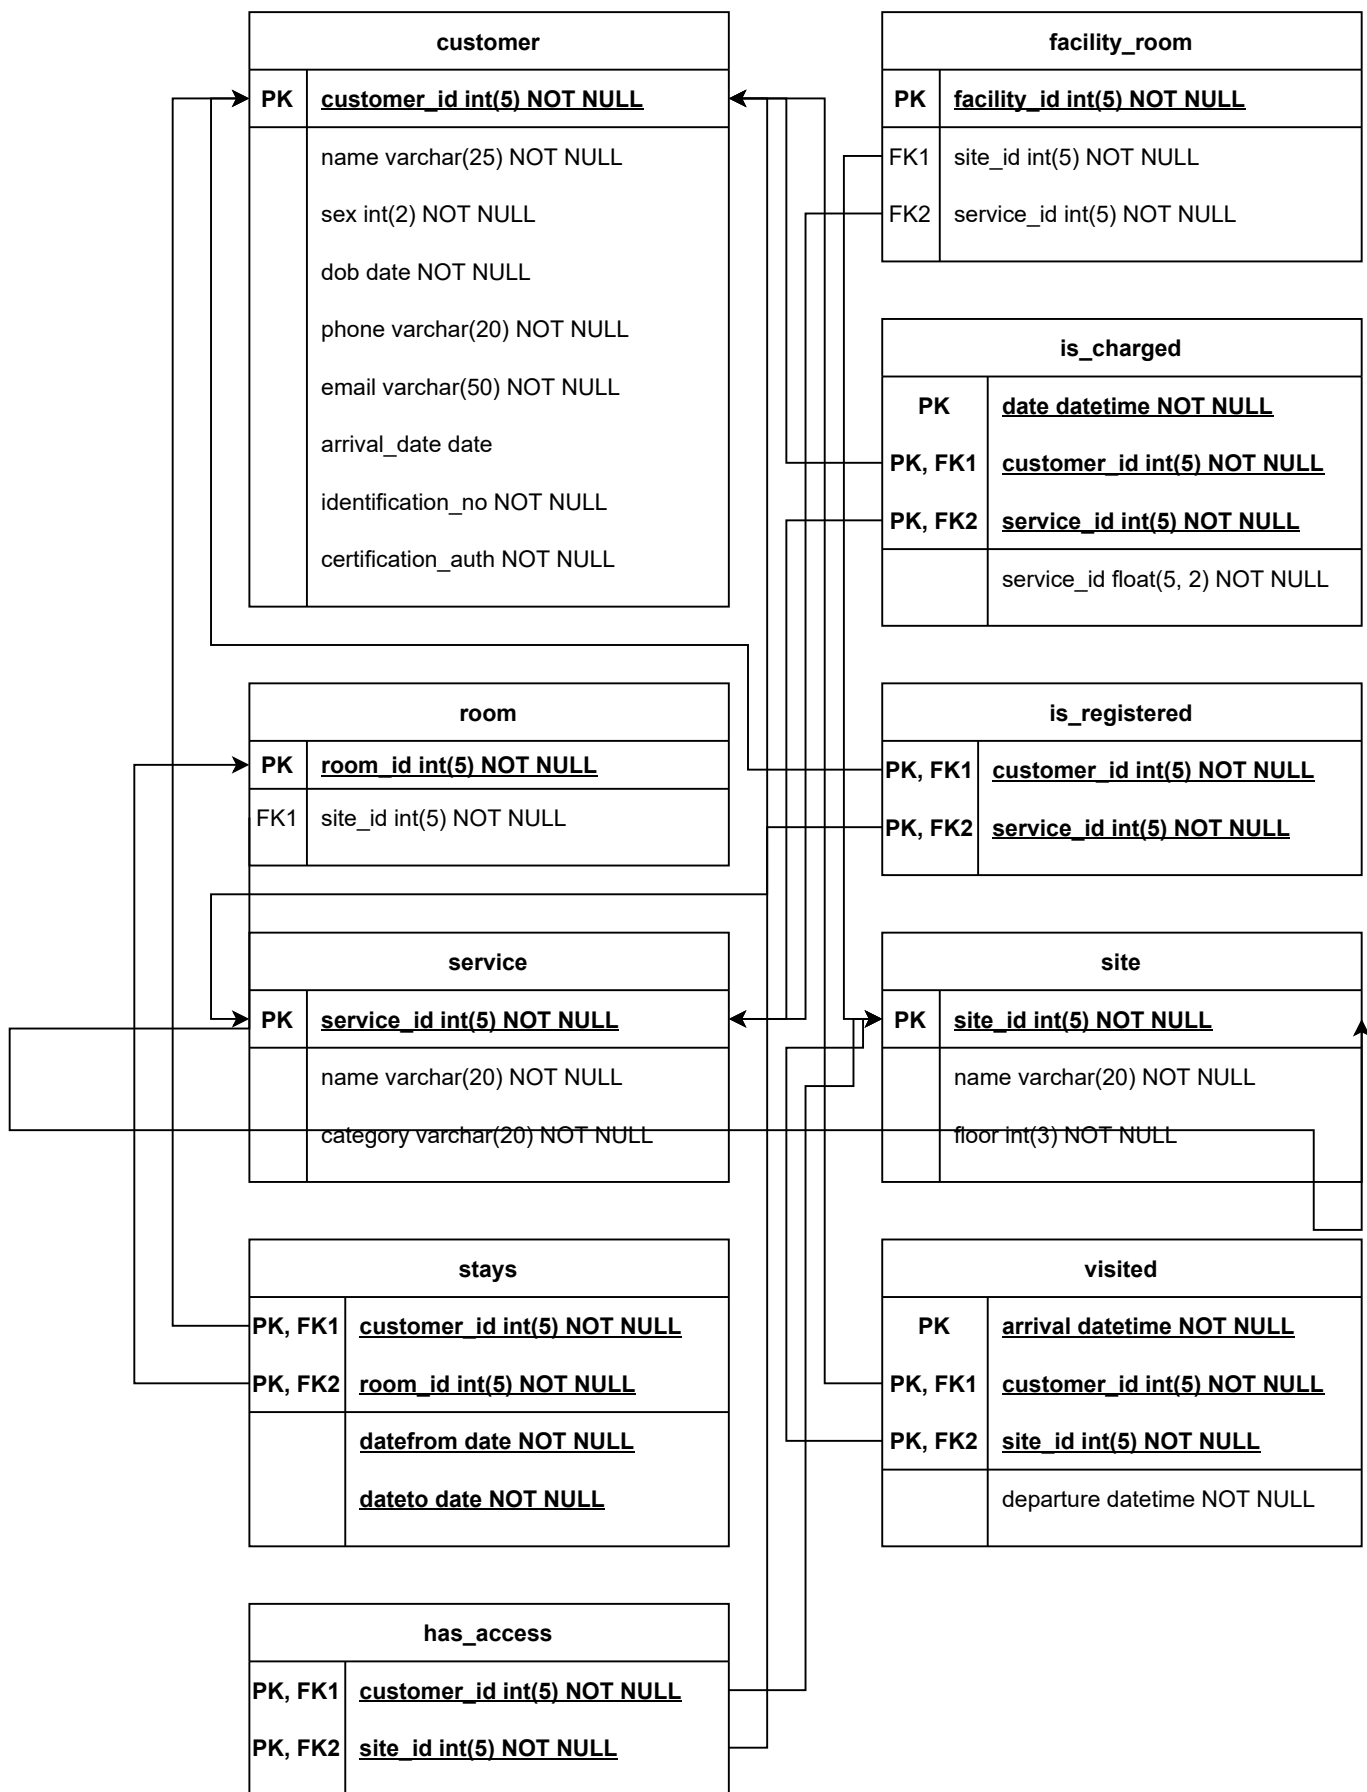 customer
PK customer_id int(5) NOT NULL
name varchar(25) NOT NULL
sex int(2) NOT NULL
dob date NOT NULL
phone varchar(20) NOT NULL
email varchar(50) NOT NULL
arrival_date date
identification_no NOT NULL
certification_auth NOT NULL
facility_room
PK facility_id int(5) NOT NULL
FK1 site_id int(5) NOT NULL
FK2 service_id int(5) NOT NULL
is_charged
PK date datetime NOT NULL
PK, FK1 customer_id int(5) NOT NULL
PK, FK2 service_id int(5) NOT NULL
service_id float(5, 2) NOT NULL
room
PK room_id int(5) NOT NULL
FK1 site_id int(5) NOT NULL
is_registered
PK, FK1 customer_id int(5) NOT NULL
PK, FK2 service_id int(5) NOT NULL
service
PK service_id int(5) NOT NULL
name varchar(20) NOT NULL
category varchar(20) NOT NULL
site
PK site_id int(5) NOT NULL
name varchar(20) NOT NULL
floor int(3) NOT NULL
stays
PK, FK1 customer_id int(5) NOT NULL
PK, FK2 room_id int(5) NOT NULL
datefrom date NOT NULL
dateto date NOT NULL
visited
PK arrival datetime NOT NULL
PK, FK1 customer_id int(5) NOT NULL
PK, FK2 site_id int(5) NOT NULL
departure datetime NOT NULL
has_access
PK, FK1 customer_id int(5) NOT NULL
PK, FK2 site_id int(5) NOT NULL